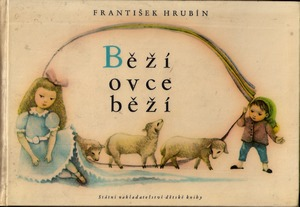 FRANTIŠEK HRUBÍN
Běží
ovce
běží
Státní nakladatelství dětské knihy